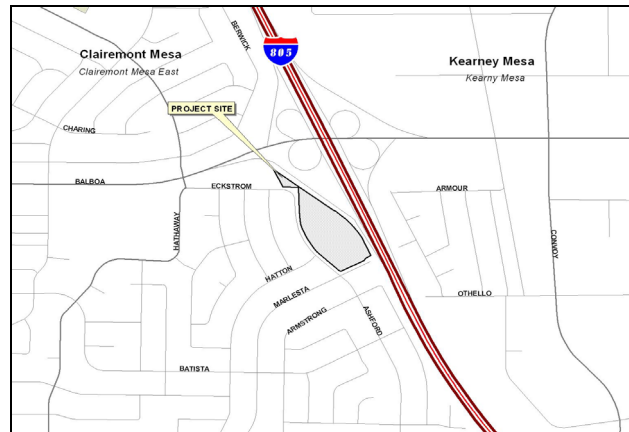 BERWICK
805
Clairemont Mesa
Clairemont Mesa East
Kearney Mesa
Kearny Mesa
PROJECT SITE
CHARING
BALBOA
ECKSTROM
ARMOUR
HATHAWAY
CONVOY
HATTON
MARLESTA
OTHELLO
ARMSTRONG
ASHFORD
BATISTA